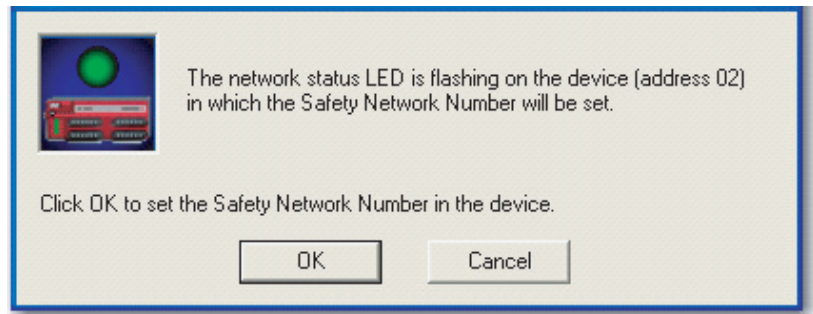 The network status LED is flashing on the device (address 02)
in which the Safety Network Number will be set.
Click OK to set the Safety Network Number in the device.
OK
Cancel